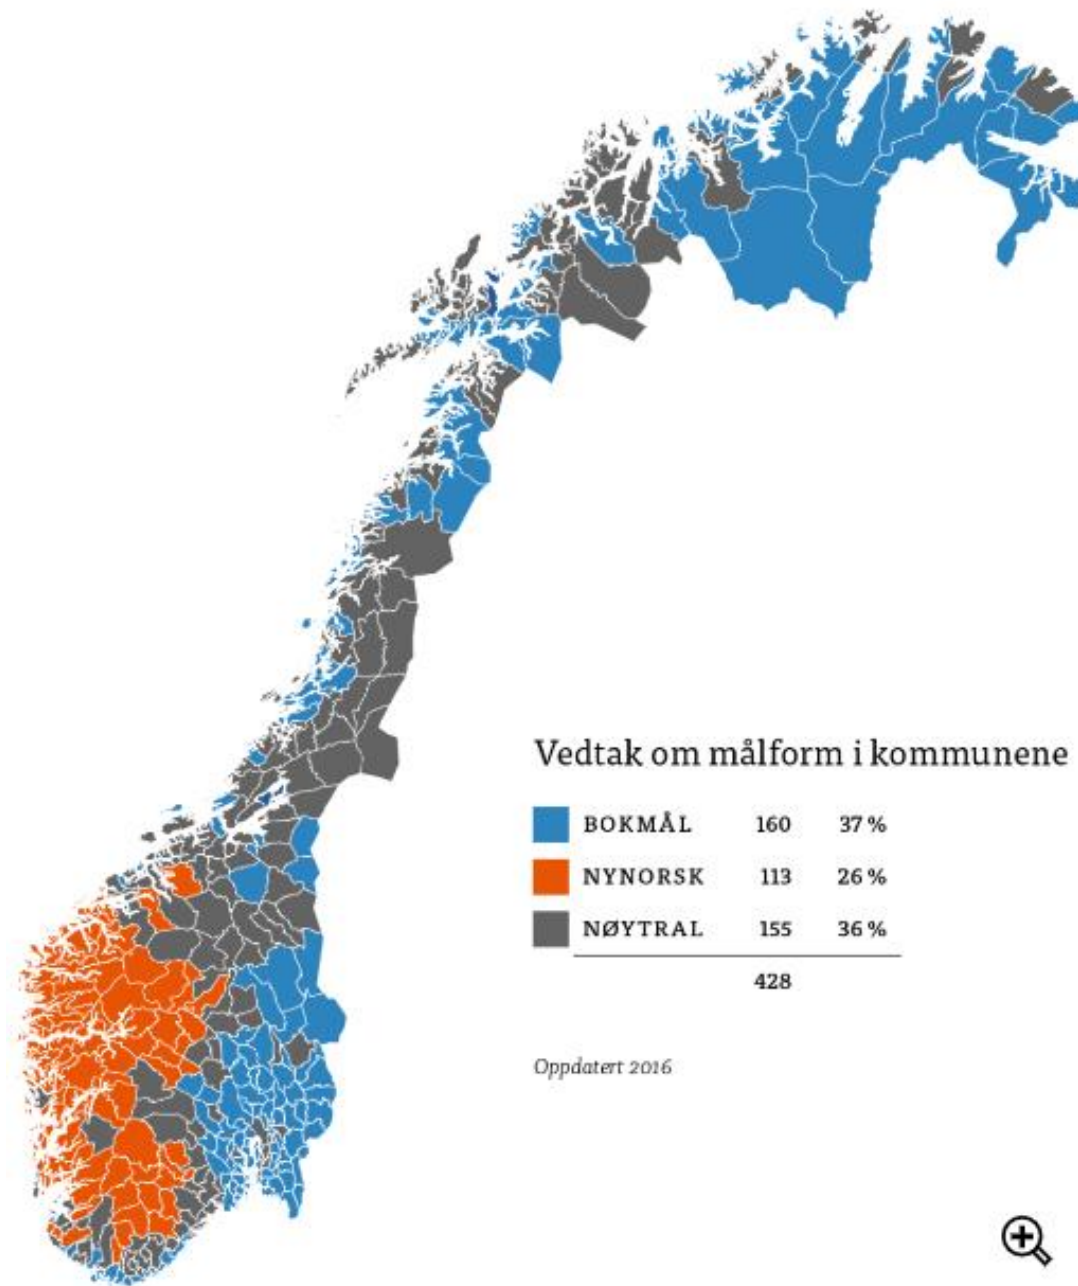 Vedtak om målform i kommunene
BOKMÅL 160 37 %
NYNORSK 113 26 %
NØYTRAL 155 36 %
428
Oppdatert 2016